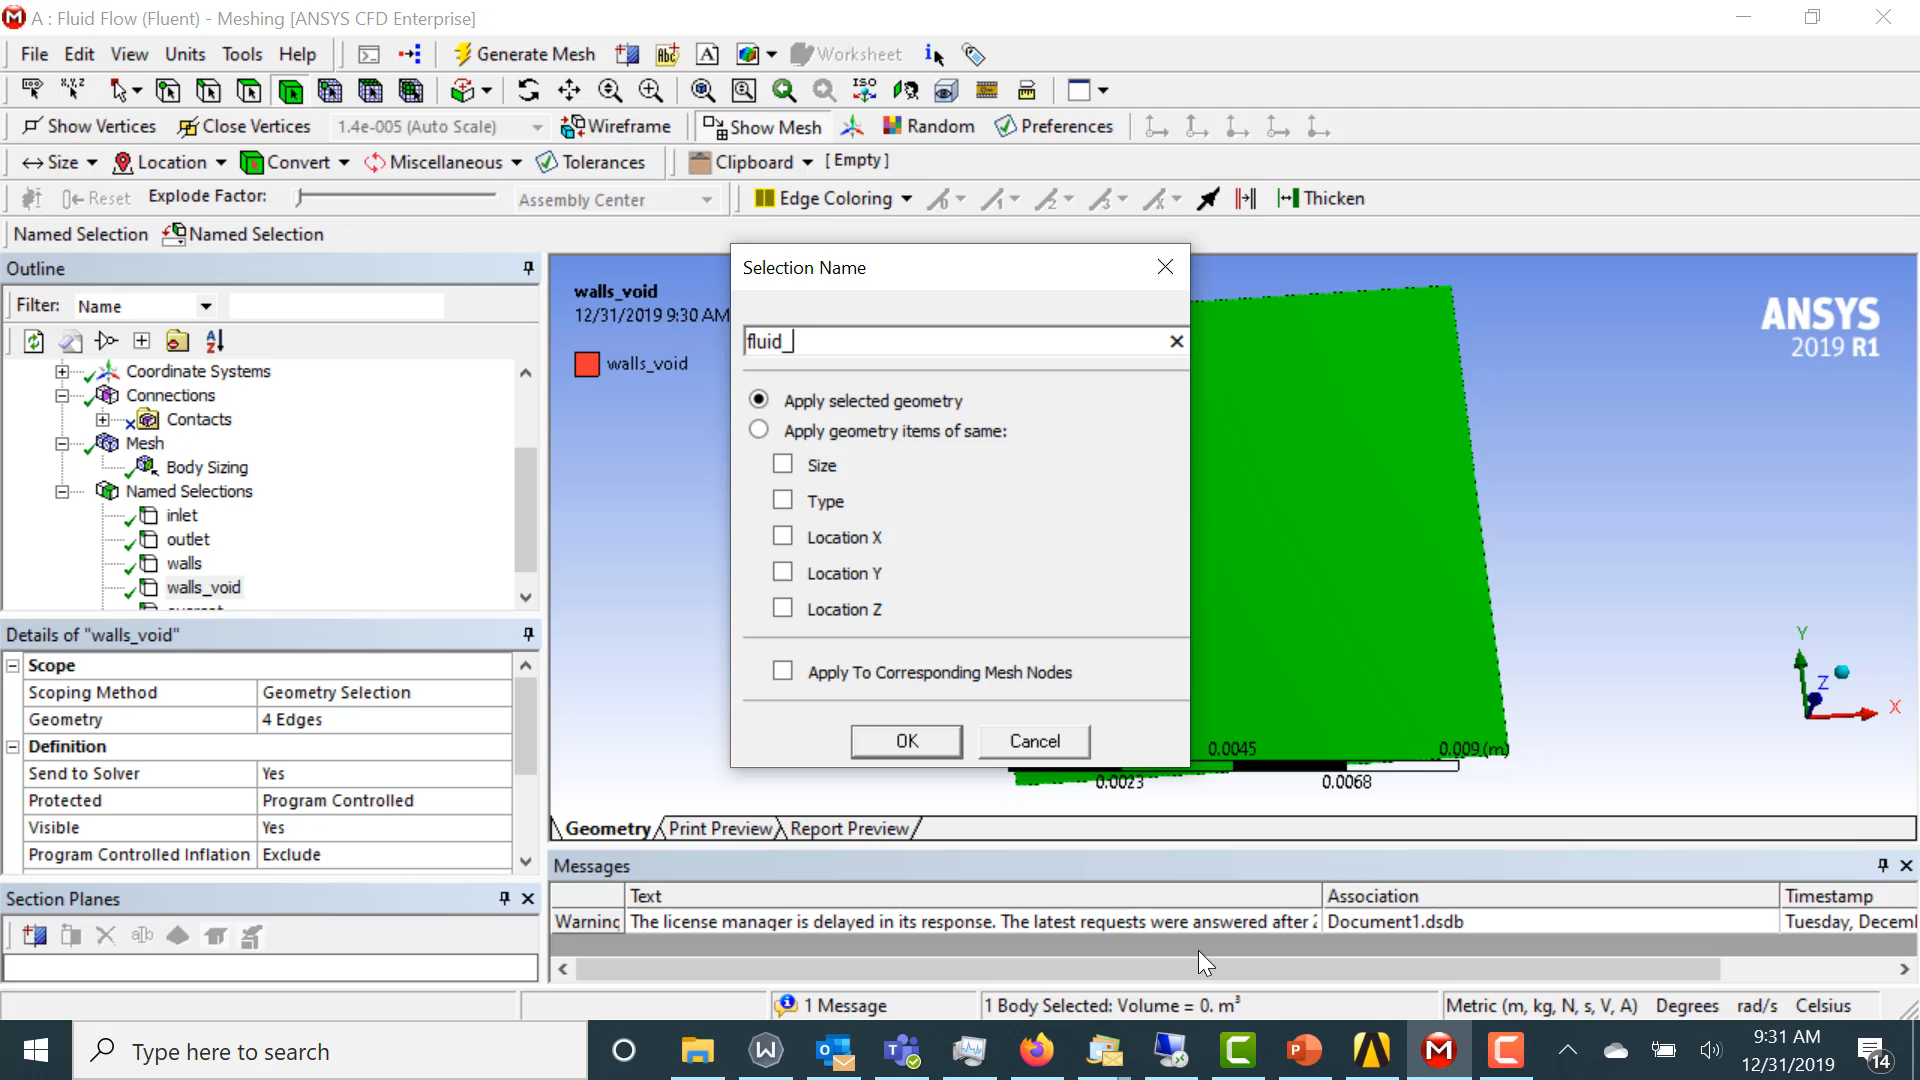 A : Fluid Flow (Fluent) - Meshing [ANSYS CFD Enterprise]
File Edit View Units Tools Help Generate Mesh Worksheet
Show Vertices Close Vertices 1.4e-005 (Auto Scale) Wireframe Show Mesh Random Preferences
Size Location Convert Miscellaneous Tolerances Clipboard [ Empty ]
Reset Explode Factor: Assembly Center Edge Coloring Thicken
Named Selection Named Selection
Outline
Filter: Name
Coordinate Systems
Connections
Contacts
Mesh
Body Sizing
Named Selections
inlet
outlet
walls
walls_void
Details of "walls_void"
Scope
Scoping Method Geometry Selection
Geometry 4 Edges
Definition
Send to Solver Yes
Protected Program Controlled
Visible Yes
Program Controlled Inflation Exclude
Section Planes
walls_void
12/31/2019 9:30 AM
walls_void
ANSYS
2019 R1
Selection Name
fluid_
Apply selected geometry
Apply geometry items of same:
Size
Type
Location X
Location Y
Location Z
Apply To Corresponding Mesh Nodes
OK Cancel
Y
Z
X
0.0045 0.009 (m)
0.0023 0.0068
Geometry Print Preview Report Preview
Messages
Text Association Timestamp
Warning The license manager is delayed in its response. The latest requests were answered after Document1.dsdb Tuesday, Decem
1 Message 1 Body Selected: Volume = 0. m³ Metric (m, kg, N, s, V, A) Degrees rad/s Celsius
Type here to search
9:31 AM
12/31/2019
14